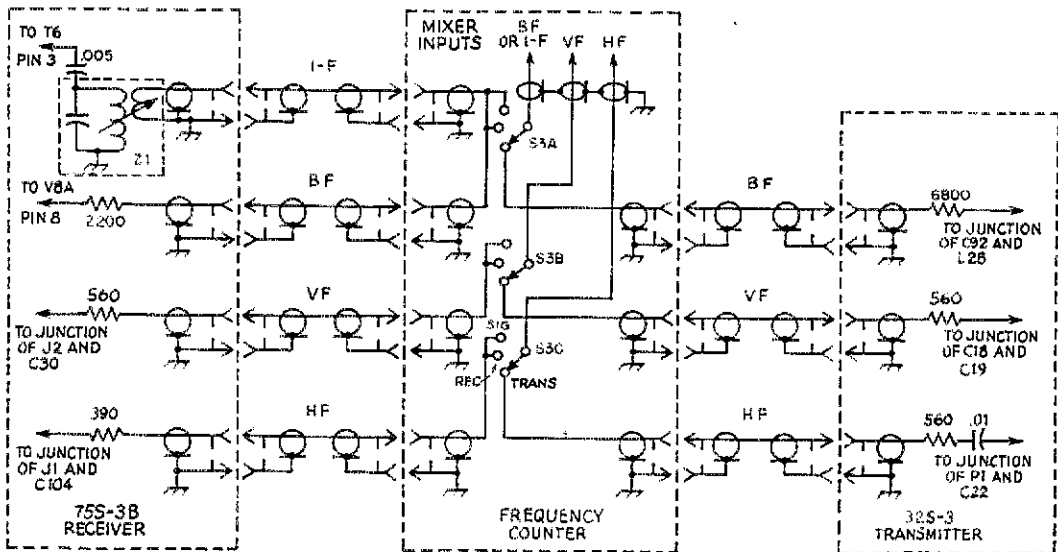 TO T6
PIN 3
.005
Z1
I-F
MIXER
INPUTS
BF
OR I-F
VF
HF
S3A
TO V8A
PIN 8
2200
BF
BF
6800
TO JUNCTION
OF C92 AND
L28
S3B
560
TO JUNCTION
OF J2 AND
C30
VF
SIG
REC
TRANS
S3C
VF
560
TO JUNCTION
OF C18 AND
C19
390
TO JUNCTION
OF J1 AND
C104
HF
HF
560
.01
TO JUNCTION
OF P1 AND
C22
75S-3B
RECEIVER
FREQUENCY
COUNTER
32S-3
TRANSMITTER